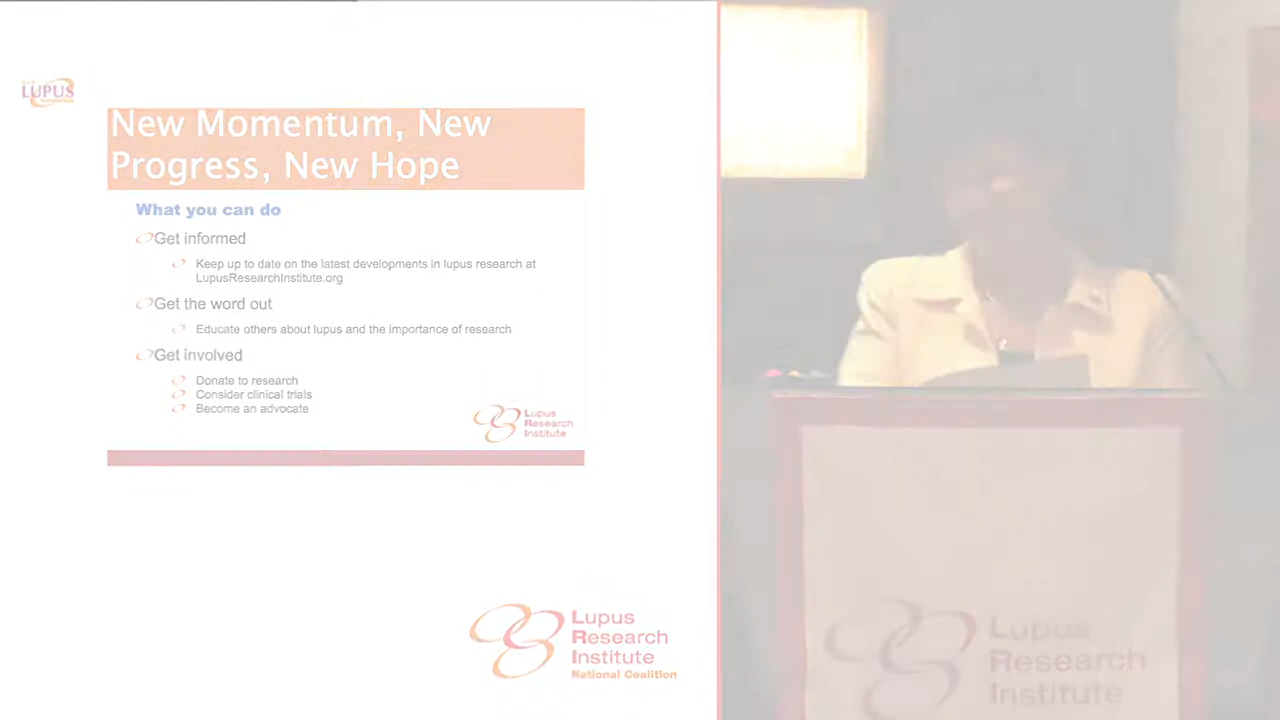 LUPUS
New Momentum, New
Progress, New Hope
What you can do
Get informed
Keep up to date on the latest developments in lupus research at
LupusResearchInstitute.org
Get the word out
Educate others about lupus and the importance of research
Get involved
Donate to research
Consider clinical trials
Become an advocate
Lupus
Research
Institute
Lupus
Research
Institute
National Coalition
Lupus
Research
Institute